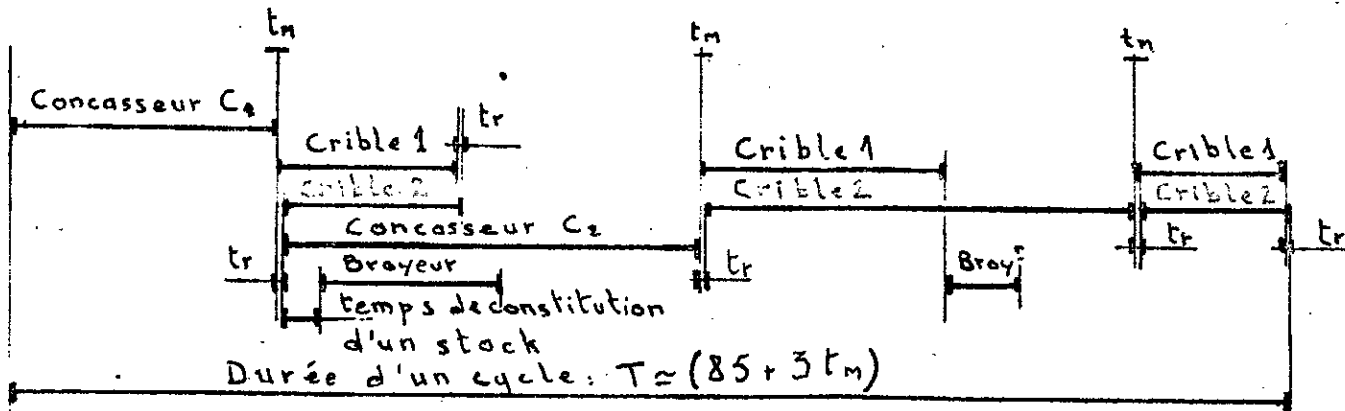 tm
tm
tm
Concasseur C1
tr
Crible 1
Crible 1
Crible 1
Crible 2
Crible 2
Crible 2
Concasseur C2
tr
tr
tr
Broyeur
tr
Broyr
temps de constitution
d'un stock
Durée d'un cycle : T ≃ (85 + 3 tm)